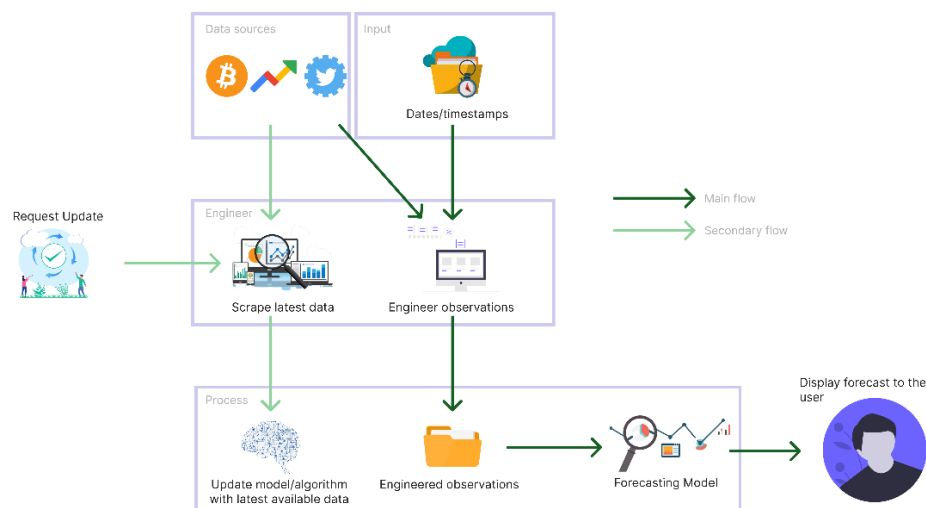 Data sources
Input
Dates/timestamps
Main flow
Secondary flow
Request Update
Engineer
Scrape latest data
Engineer observations
Process
Update model/algorithm
with latest available data
Engineered observations
Forecasting Model
Display forecast to the
user